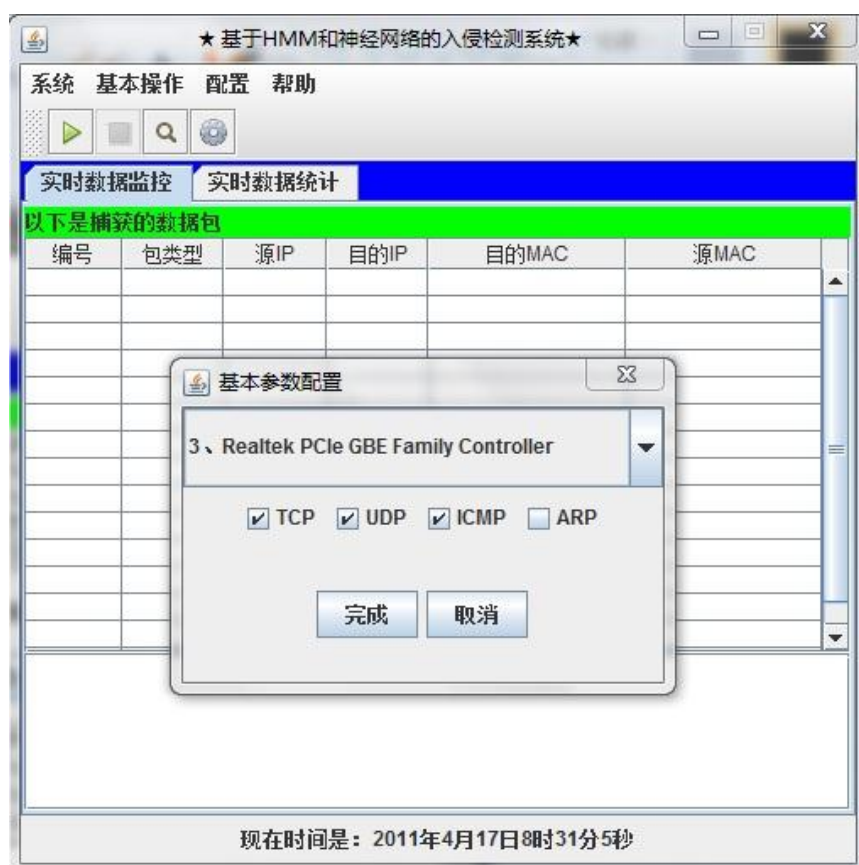 ★ 基于HMM和神经网络的入侵检测系统★
系统 基本操作 配置 帮助
实时数据监控 实时数据统计
以下是捕获的数据包
编号 包类型 源IP 目的IP 目的MAC 源MAC
基本参数配置
3、Realtek PCIe GBE Family Controller
TCP UDP ICMP ARP
完成 取消
现在时间是：2011年4月17日8时31分5秒